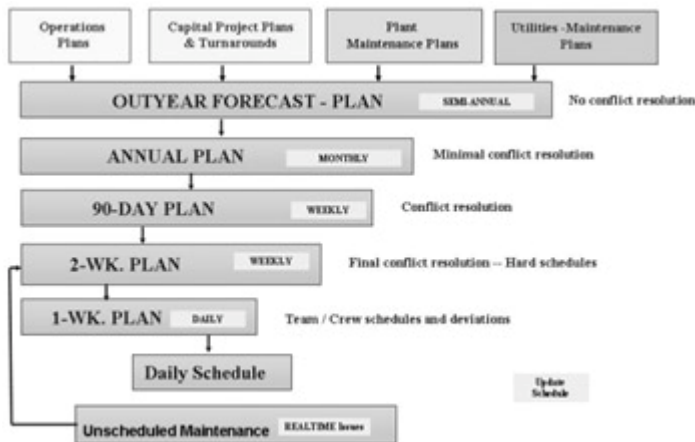 Operations
Plans
Capital Project Plans
& Turnarounds
Plant
Maintenance Plans
Utilities -Maintenance
Plans
OUTYEAR FORECAST - PLAN
SEMI-ANNUAL
No conflict resolution
ANNUAL PLAN
MONTHLY
Minimal conflict resolution
90-DAY PLAN
WEEKLY
Conflict resolution
2-WK. PLAN
WEEKLY
Final conflict resolution -- Hard schedules
1-WK. PLAN
DAILY
Team / Crew schedules and deviations
Daily Schedule
Update
Schedule
Unscheduled Maintenance
REALTIME Issues